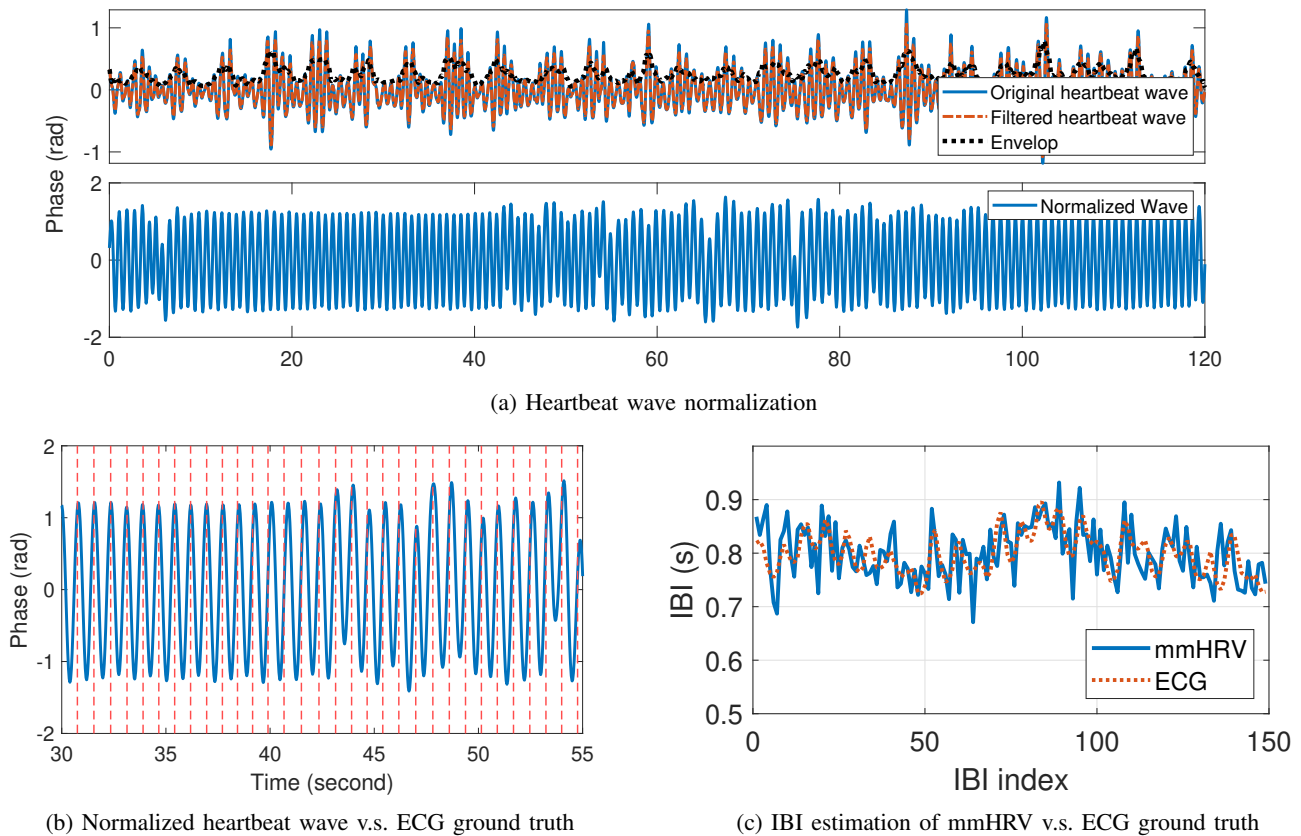 1
0
-1
Original heartbeat wave
Filtered heartbeat wave
Envelop
Phase (rad)
2
0
-2
Normalized Wave
0 20 40 60 80 100 120
(a) Heartbeat wave normalization
2
1
0
-1
-2
Phase (rad)
30 35 40 45 50 55
Time (second)
(b) Normalized heartbeat wave v.s. ECG ground truth
0.9
0.8
0.7
0.6
0.5
IBI (s)
mmHRV
ECG
0 50 100 150
IBI index
(c) IBI estimation of mmHRV v.s. ECG ground truth